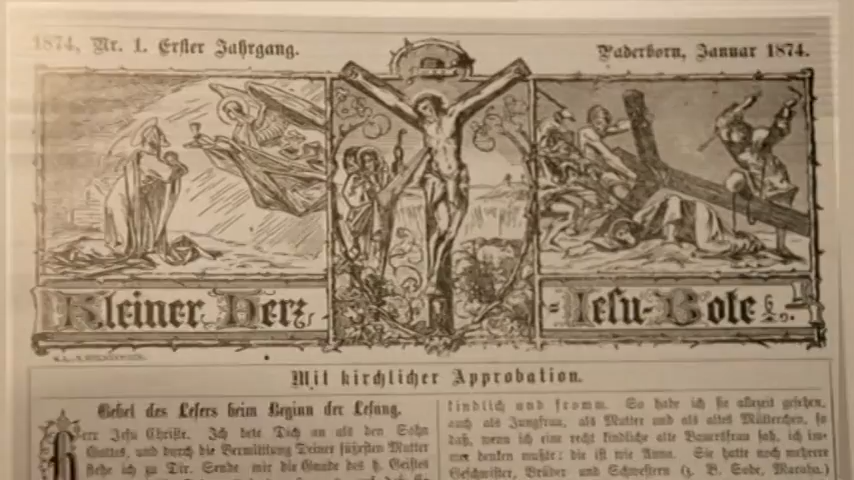 1874, Nr. 1. Erster Jahrgang.
Paderborn, Januar 1874.
Kleiner Herz-
-Jesu-Bote
Mit kirchlicher Approbation.
Gebet des Lesers beim Beginn der Lesung.
Herr Jesu Christe. Ich bete Dich an als den Sohn
Gottes, und durch die Vermittlung Deiner süßesten Mutter
flehe ich zu Dir. Sende mir die Gnade des h. Geistes
kindlich und fromm. So habe ich sie allezeit gesehen,
auch als Jungfrau, als Mutter und als altes Mütterchen, so
daß, wenn ich eine recht kindliche alte Bauersfrau sah, ich im-
mer denken mußte: die ist wie Anna. Sie hatte noch mehrere
Geschwister, Brüder und Schwestern (z. B. Sobe, Maraha.)